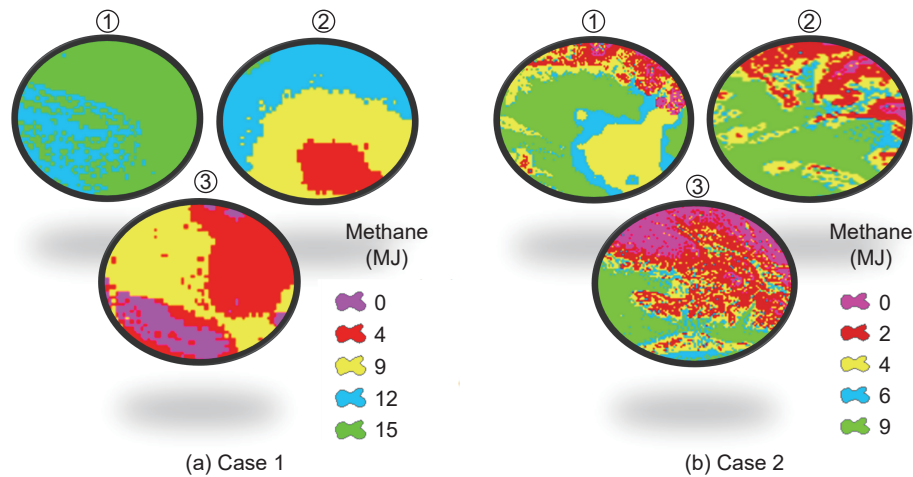 ① ② ① ②
③ ③
Methane
(MJ)
0
4
9
12
15
Methane
(MJ)
0
2
4
6
9
(a) Case 1
(b) Case 2